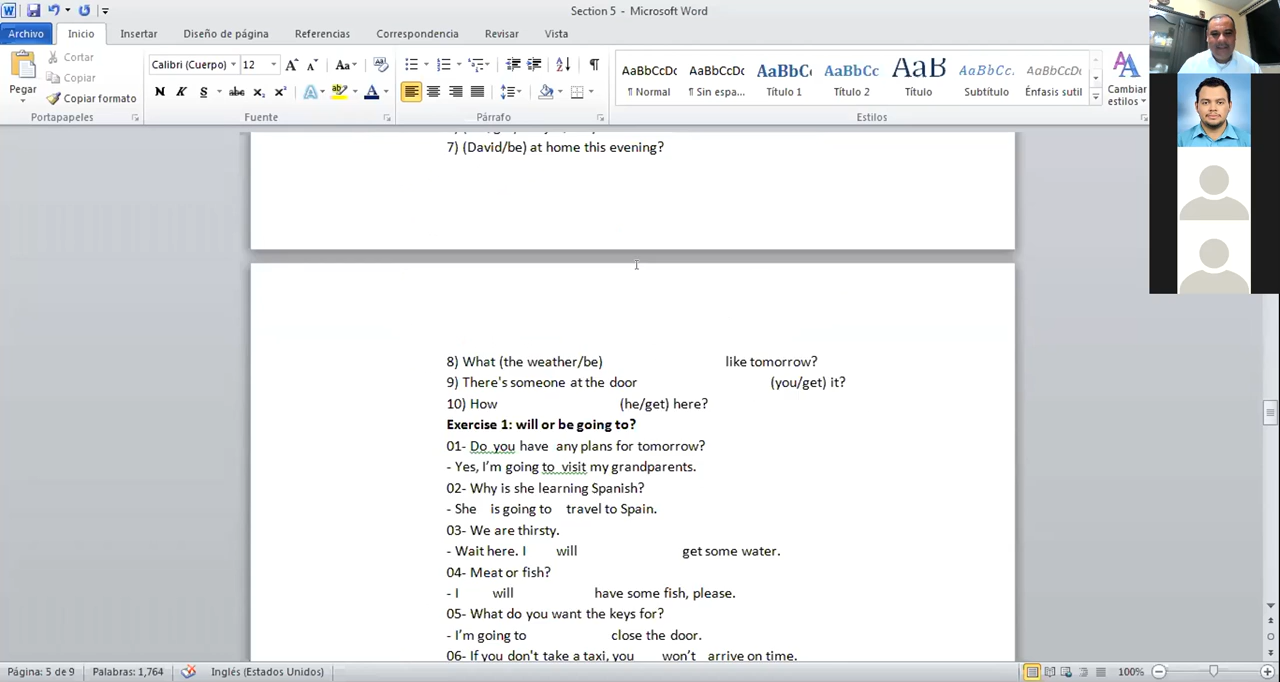 Section 5 - Microsoft Word
Archivo Inicio Insertar Diseño de página Referencias Correspondencia Revisar Vista
Pegar
Cortar
Copiar
Copiar formato
Portapapeles
Calibri (Cuerpo) 12
N K S abc x₂ x² A ab A
Fuente
Párrafo
AaBbCcDc AaBbCcDc AaBbCc AaBbCc AaB AaBbCc. AaBbCcDc
¶ Normal ¶ Sin espa... Título 1 Título 2 Título Subtítulo Énfasis sutil
Cambiar
estilos
Estilos
7) (David/be) at home this evening?
8) What (the weather/be) like tomorrow?
9) There's someone at the door (you/get) it?
10) How (he/get) here?
Exercise 1: will or be going to?
01- Do you have any plans for tomorrow?
- Yes, I’m going to visit my grandparents.
02- Why is she learning Spanish?
- She is going to travel to Spain.
03- We are thirsty.
- Wait here. I will get some water.
04- Meat or fish?
- I will have some fish, please.
05- What do you want the keys for?
- I’m going to close the door.
06- If you don't take a taxi, you won’t arrive on time.
Página: 5 de 9 Palabras: 1,764 Inglés (Estados Unidos) 100%